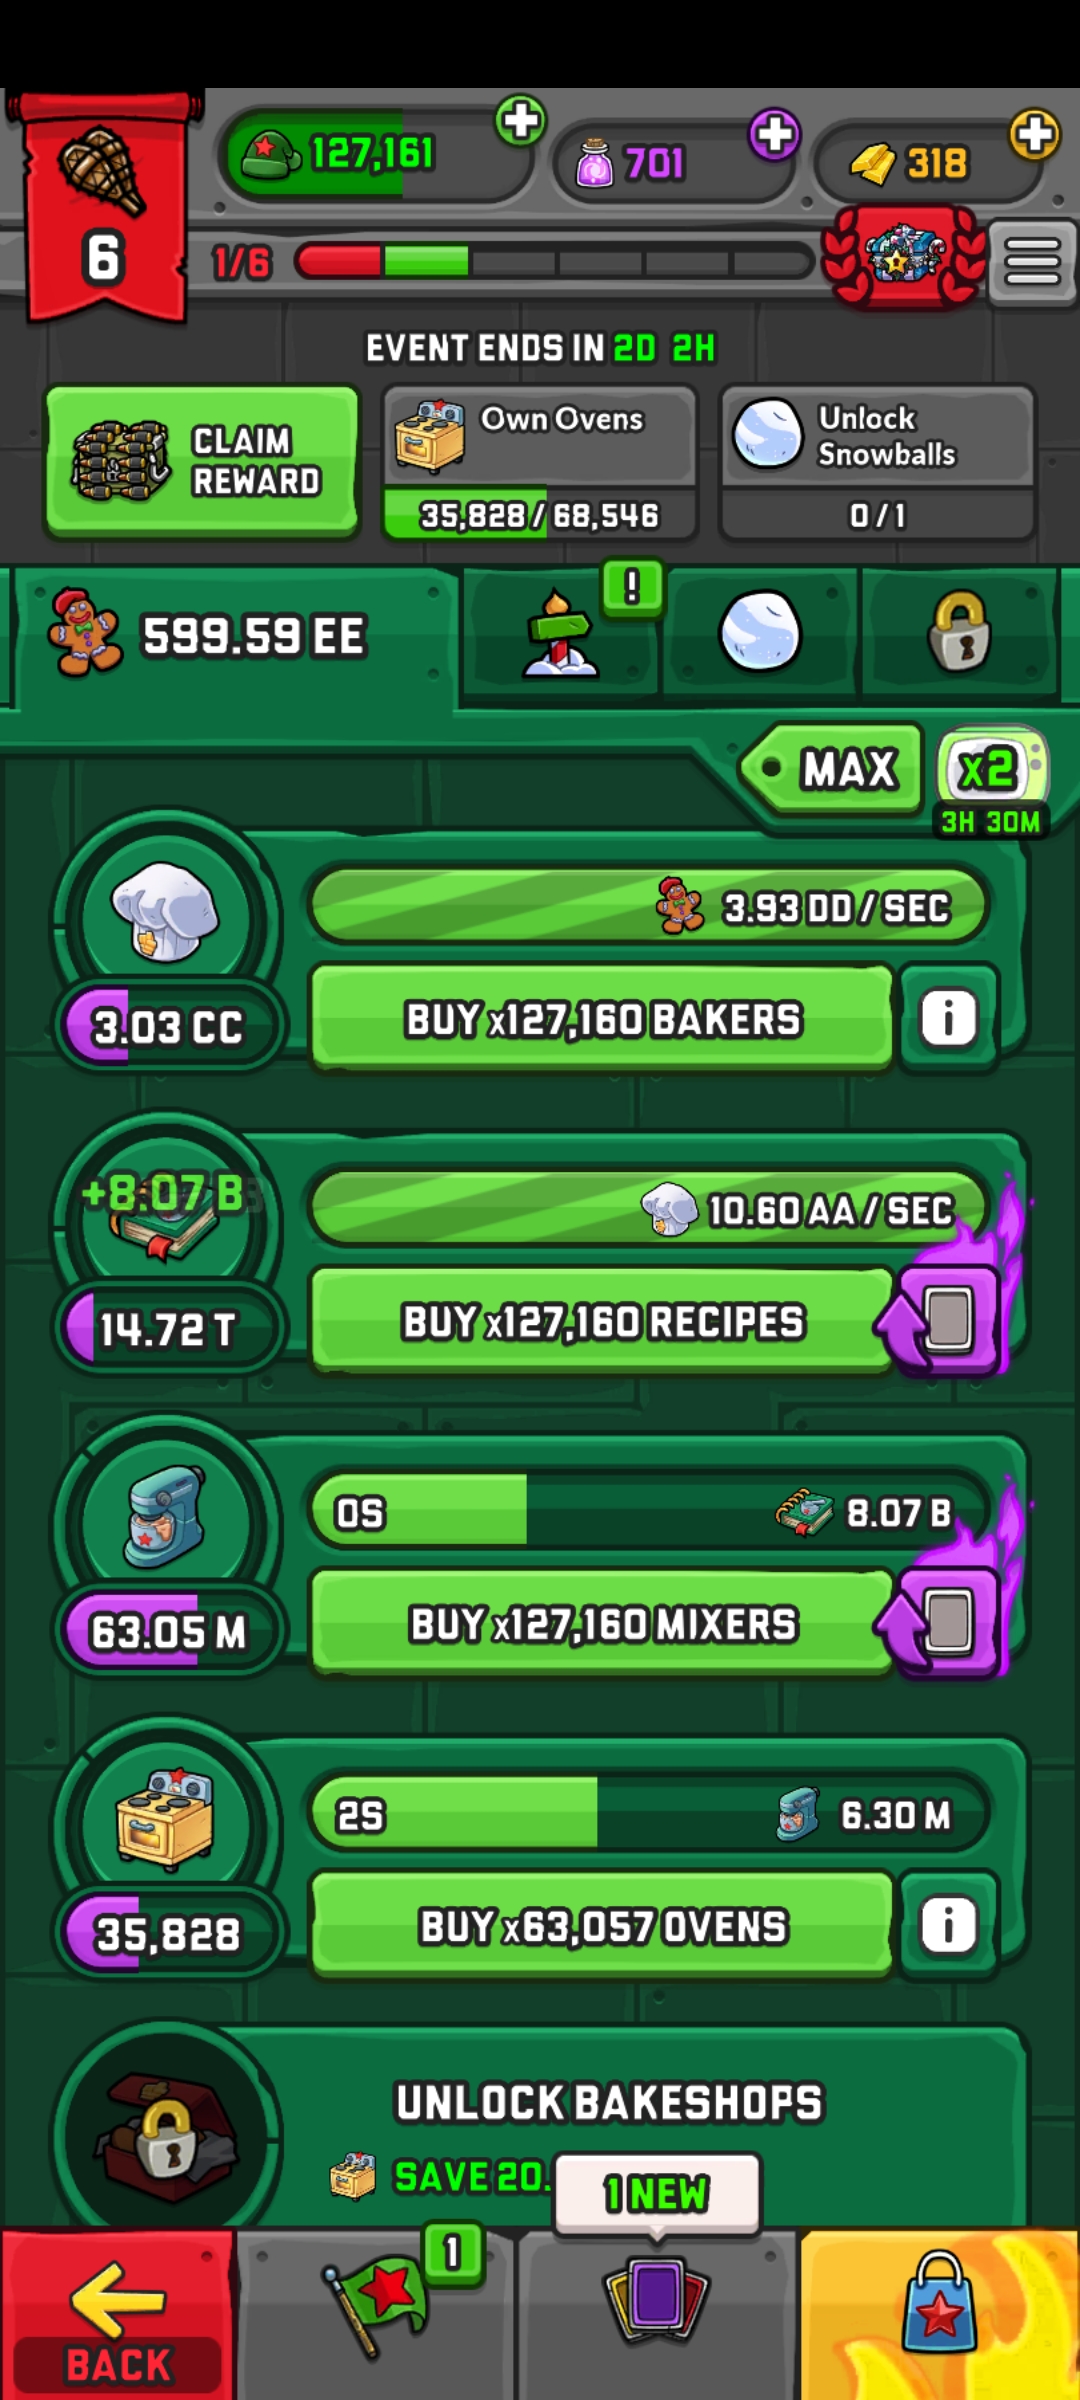 127,161
701
318
6
1/6
EVENT ENDS IN 2D 2H
CLAIM
REWARD
Own Ovens
35,828 / 68,546
Unlock
Snowballs
0 / 1
599.59 EE
!
MAX
x2
3H 30M
3.93 DD / SEC
3.03 CC
BUY x127,160 BAKERS
i
+8.07 B
10.60 AA / SEC
14.72 T
BUY x127,160 RECIPES
0S
8.07 B
63.05 M
BUY x127,160 MIXERS
2S
6.30 M
35,828
BUY x63,057 OVENS
i
UNLOCK BAKESHOPS
SAVE 20.
1 NEW
1
BACK